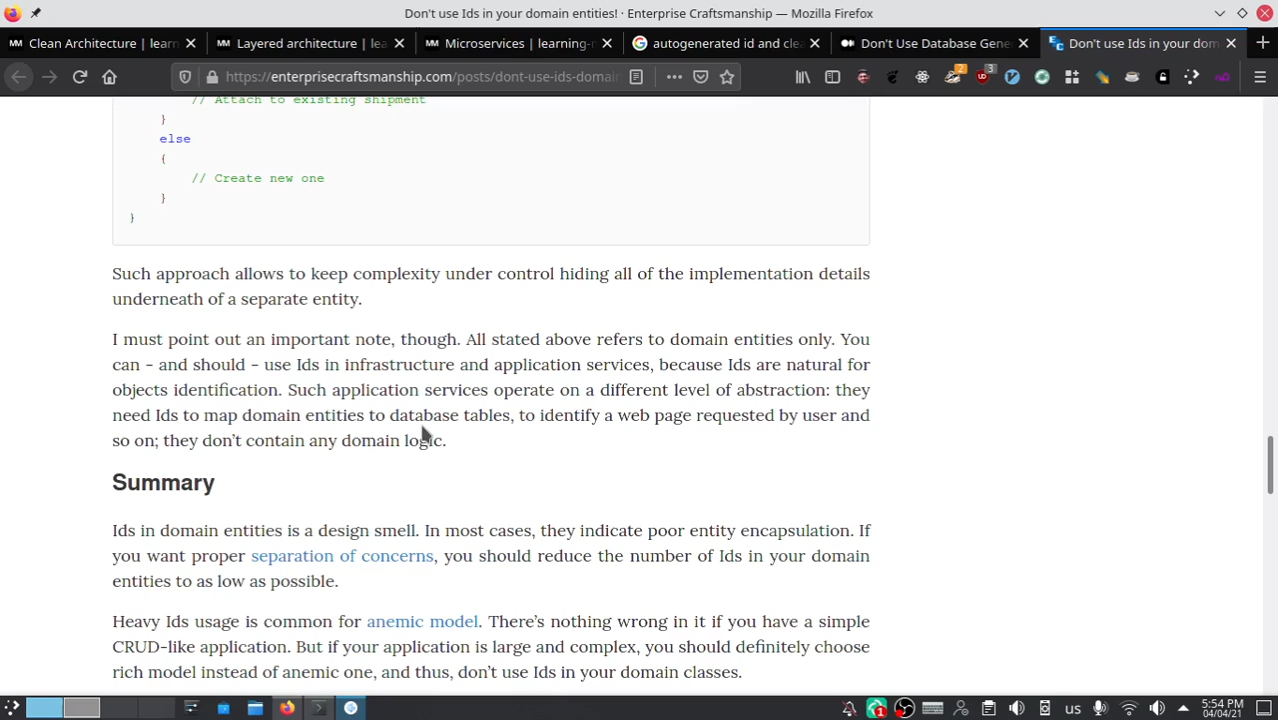 Don't use Ids in your domain entities! · Enterprise Craftsmanship — Mozilla Firefox
Clean Architecture | learn
Layered architecture | lea
Microservices | learning-r
autogenerated id and clea
Don't Use Database Gene
Don't use Ids in your dom
https://enterprisecraftsmanship.com/posts/dont-use-ids-domain
2
3
// Attach to existing shipment
}
else
{
// Create new one
}
}
Such approach allows to keep complexity under control hiding all of the implementation details
underneath of a separate entity.
I must point out an important note, though. All stated above refers to domain entities only. You
can - and should - use Ids in infrastructure and application services, because Ids are natural for
objects identification. Such application services operate on a different level of abstraction: they
need Ids to map domain entities to database tables, to identify a web page requested by user and
so on; they don't contain any domain logic.
Summary
Ids in domain entities is a design smell. In most cases, they indicate poor entity encapsulation. If
you want proper separation of concerns, you should reduce the number of Ids in your domain
entities to as low as possible.
Heavy Ids usage is common for anemic model. There's nothing wrong in it if you have a simple
CRUD-like application. But if your application is large and complex, you should definitely choose
rich model instead of anemic one, and thus, don't use Ids in your domain classes.
1
us
5:54 PM
04/04/21